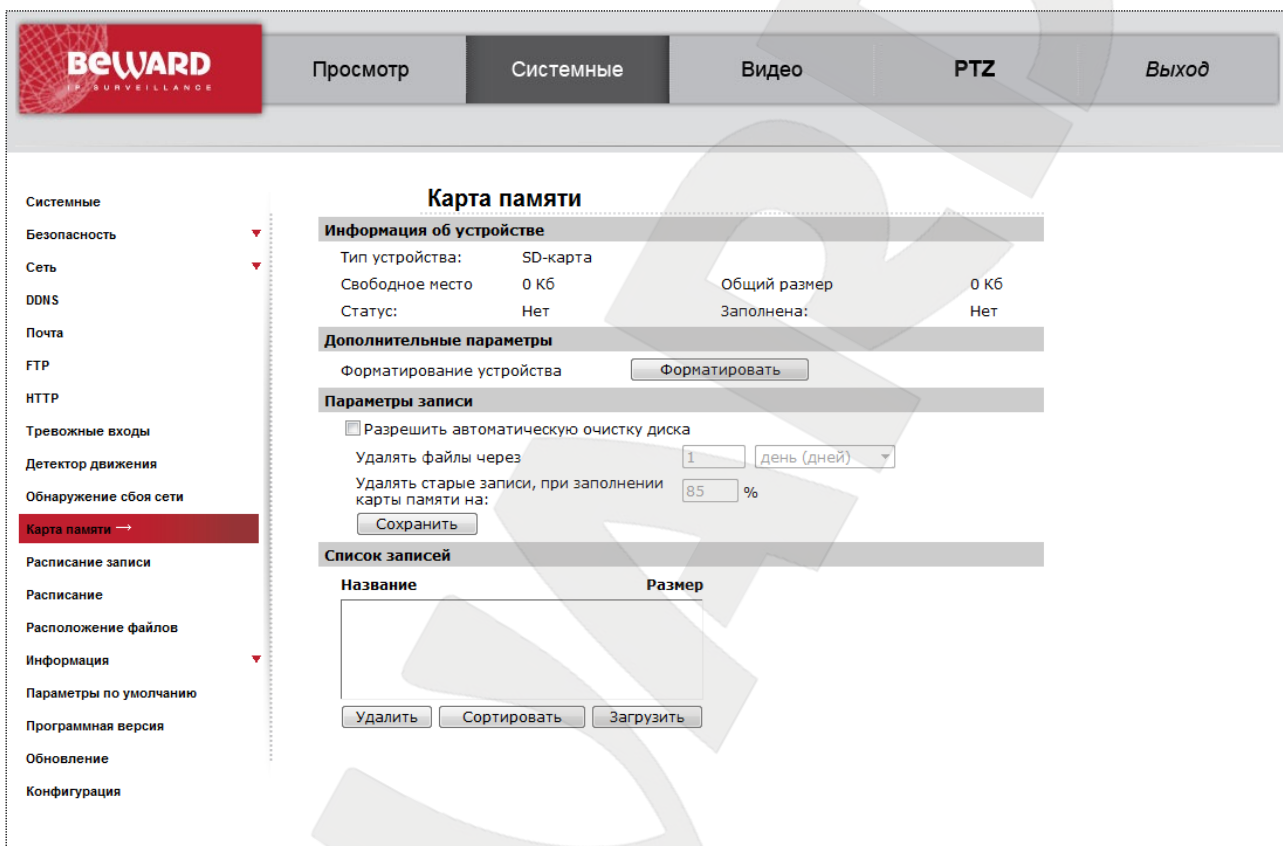 BEWARD
IP SURVEILLANCE
Просмотр
Системные
Видео
PTZ
Выход
Системные
Безопасность
Сеть
DDNS
Почта
FTP
HTTP
Тревожные входы
Детектор движения
Обнаружение сбоя сети
Карта памяти →
Расписание записи
Расписание
Расположение файлов
Информация
Параметры по умолчанию
Программная версия
Обновление
Конфигурация
Карта памяти
Информация об устройстве
Тип устройства: SD-карта
Свободное место 0 Кб Общий размер 0 Кб
Статус: Нет Заполнена: Нет
Дополнительные параметры
Форматирование устройства Форматировать
Параметры записи
Разрешить автоматическую очистку диска
Удалять файлы через 1 день (дней)
Удалять старые записи, при заполнении
карты памяти на: 85 %
Сохранить
Список записей
Название Размер
Удалить Сортировать Загрузить